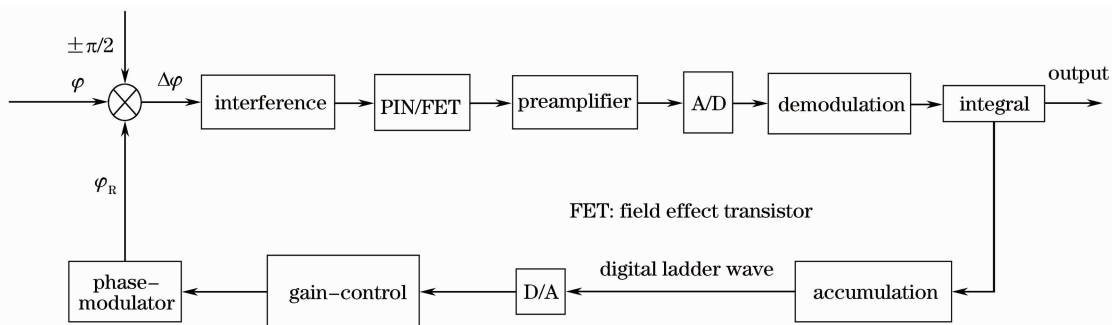 ±π/2
φ
Δφ
interference
PIN/FET
preamplifier
A/D
demodulation
integral
output
φR
FET: field effect transistor
phase-
modulator
gain-control
D/A
digital ladder wave
accumulation